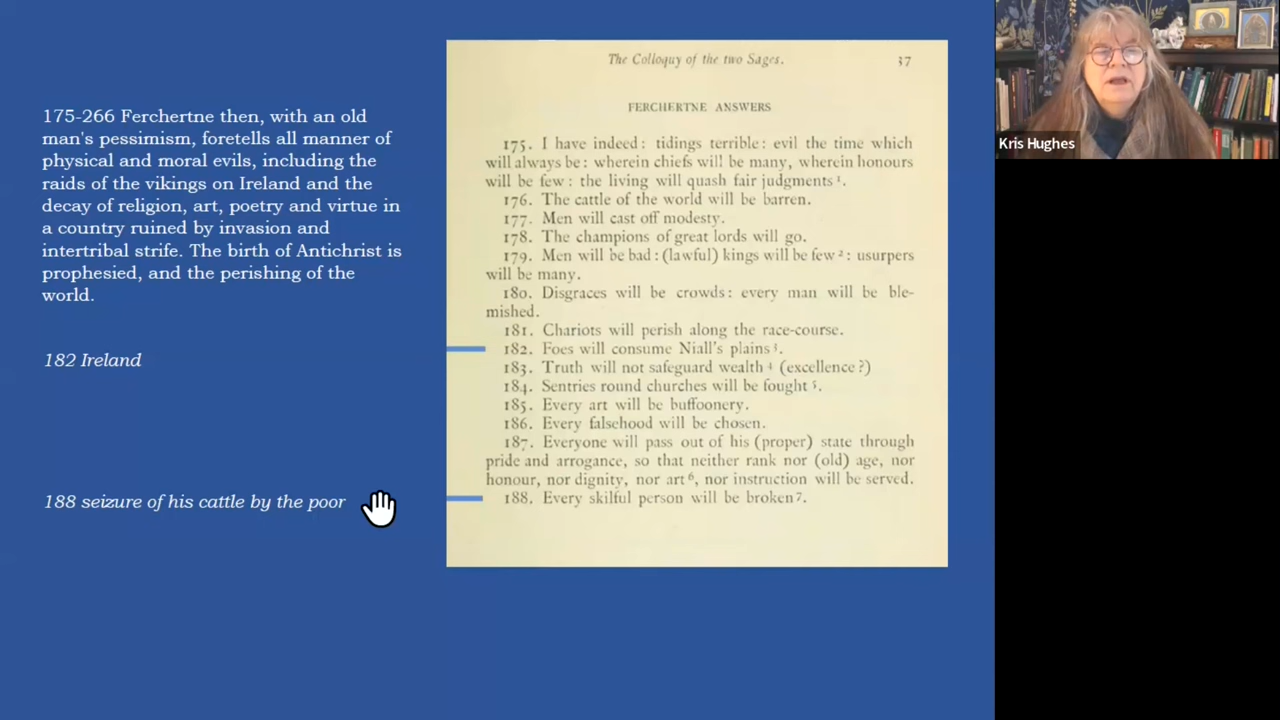 175-266 Ferchertne then, with an old
man's pessimism, foretells all manner of
physical and moral evils, including the
raids of the vikings on Ireland and the
decay of religion, art, poetry and virtue in
a country ruined by invasion and
intertribal strife. The birth of Antichrist is
prophesied, and the perishing of the
world.
182 Ireland
188 seizure of his cattle by the poor
The Colloquy of the two Sages. 37
FERCHERTNE ANSWERS
175. I have indeed: tidings terrible: evil the time which
will always be: wherein chiefs will be many, wherein honours
will be few: the living will quash fair judgments ¹.
176. The cattle of the world will be barren.
177. Men will cast off modesty.
178. The champions of great lords will go.
179. Men will be bad: (lawful) kings will be few ²: usurpers
will be many.
180. Disgraces will be crowds: every man will be ble-
mished.
181. Chariots will perish along the race-course.
182. Foes will consume Niall's plains ³.
183. Truth will not safeguard wealth ⁴ (excellence?)
184. Sentries round churches will be fought ⁵.
185. Every art will be buffoonery.
186. Every falsehood will be chosen.
187. Everyone will pass out of his (proper) state through
pride and arrogance, so that neither rank nor (old) age, nor
honour, nor dignity, nor art ⁶, nor instruction will be served.
188. Every skilful person will be broken ⁷.
Kris Hughes